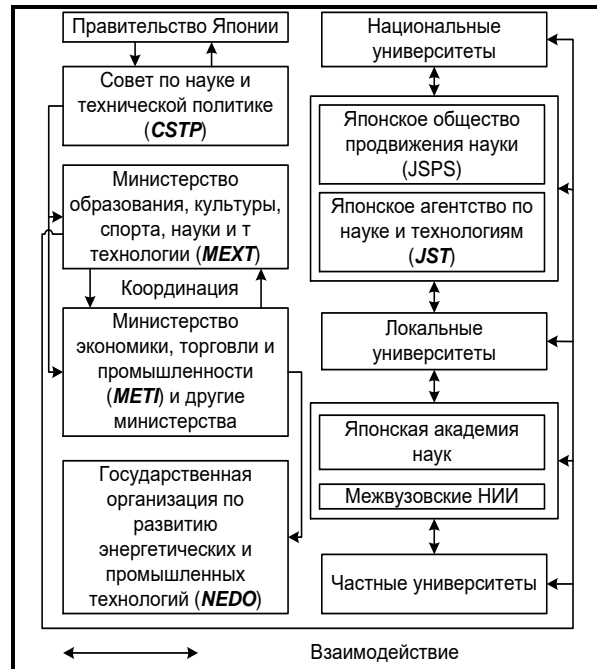 Правительство Японии
Совет по науке и
технической политике
(CSTP)
Министерство
образования, культуры,
спорта, науки и т
технологии (MEXT)
Координация
Министерство
экономики, торговли и
промышленности
(METI) и другие
министерства
Государственная
организация по
развитию
энергетических и
промышленных
технологий (NEDO)
Национальные
университеты
Японское общество
продвижения науки
(JSPS)
Японское агентство по
науке и технологиям
(JST)
Локальные
университеты
Японская академия
наук
Межвузовские НИИ
Частные университеты
Взаимодействие